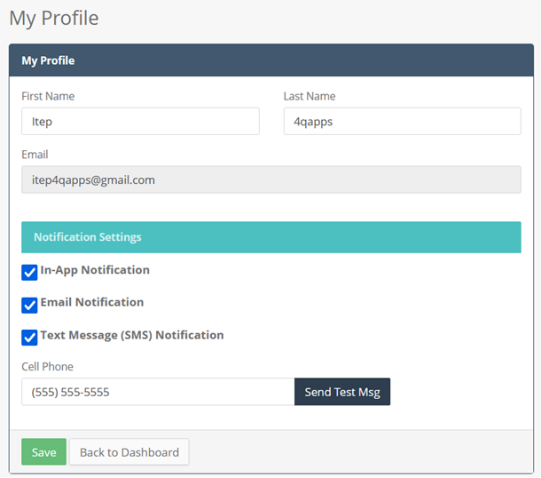 My Profile
My Profile
First Name Last Name
Itep 4qapps
Email
itep4qapps@gmail.com
Notification Settings
In-App Notification
Email Notification
Text Message (SMS) Notification
Cell Phone
(555) 555-5555 Send Test Msg
Save Back to Dashboard